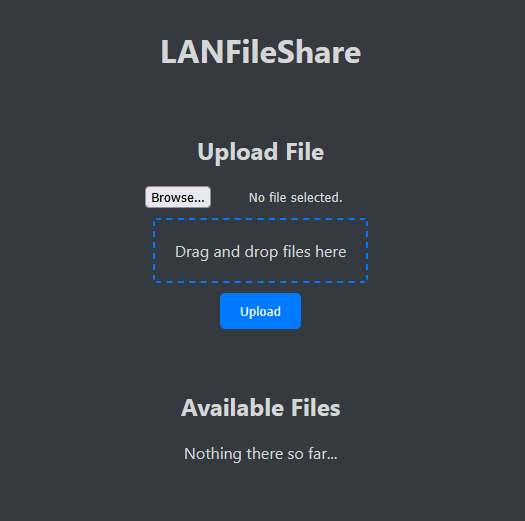 LANFileShare
Upload File
Browse... No file selected.
Drag and drop files here
Upload
Available Files
Nothing there so far...